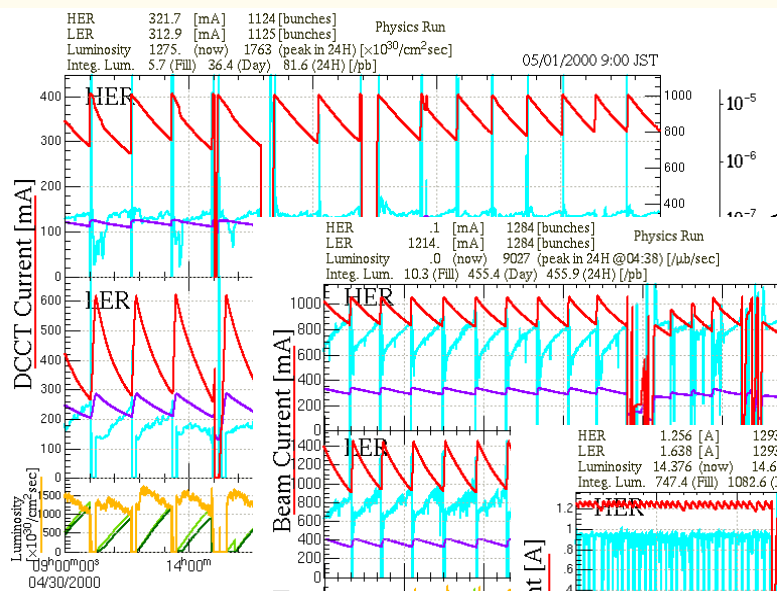 HER 321.7 [mA] 1124 [bunches]
LER 312.9 [mA] 1125 [bunches]
Physics Run
Luminosity 1275. (now) 1763 (peak in 24H) [×10³⁰/cm²sec]
Integ. Lum. 5.7 (Fill) 36.4 (Day) 81.6 (24H) [/pb]
05/01/2000 9:00 JST
HER
400
300
200
100
0
1000
800
600
400
10⁻⁵
10⁻⁶
10⁻⁷
DCCT Current [mA]
LER
600
500
400
300
200
100
0
Luminosity
×10³⁰/cm²sec]
1500
1000
500
0
09ʰ00ᵐ00ˢ
14ʰ00ᵐ
04/30/2000
HER .1 [mA] 1284 [bunches]
LER 1214. [mA] 1284 [bunches]
Physics Run
Luminosity .0 (now) 9027 (peak in 24H @04:38) [/μb/sec]
Integ. Lum. 10.3 (Fill) 455.4 (Day) 455.9 (24H) [/pb]
HER
1000
800
600
400
200
0
Beam Current [mA]
LER
1400
1200
1000
800
600
400
200
0
HER 1.256 [A] 1293
LER 1.638 [A] 1293
Luminosity 14.376 (now) 14.6
Integ. Lum. 747.4 (Fill) 1082.6 (
HER
1.2
1
.8
.6
.4
nt [A]